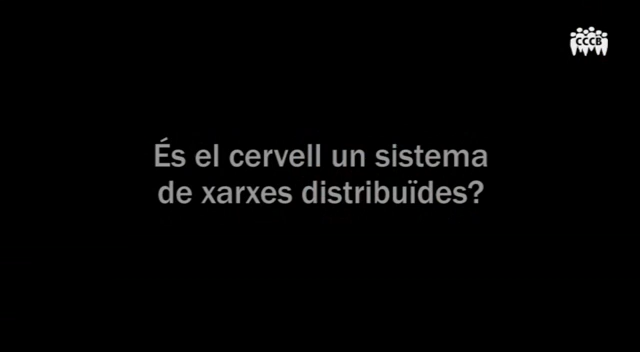 CCCB
És el cervell un sistema
de xarxes distribuïdes?